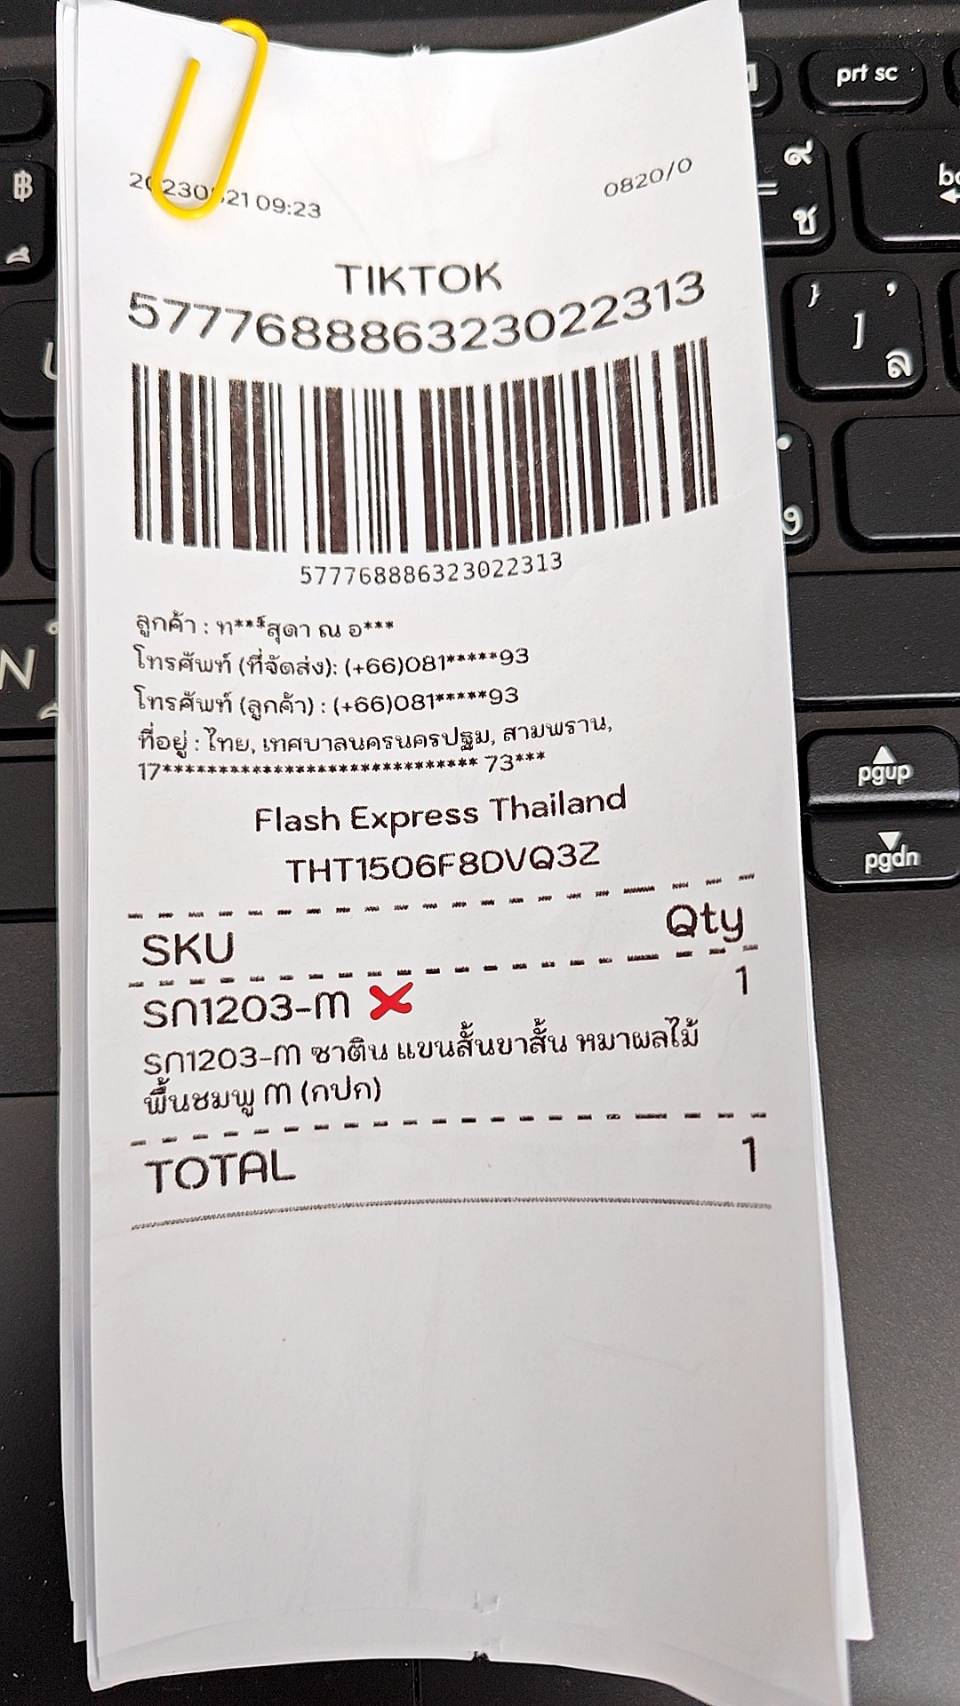 0820/0
TIKTOK
577768886323022313
577768886323022313
ลูกค้า : ท***สุดา ณ อ***
โทรศัพท์ (ที่จัดส่ง): (+66)081*****93
โทรศัพท์ (ลูกค้า) : (+66)081*****93
ที่อยู่ : ไทย, เทศบาลนครนครปฐม, สามพราน,
17**************************** 73***
Flash Express Thailand
THT1506F8DVQ3Z
SKU Qty
Sก1203-M 1
Sก1203-M ซาติน แขนสั้นขาสั้น หมาผลไม้
พื้นชมพู M (กปก)
TOTAL 1
prt sc
pgup
pgdn